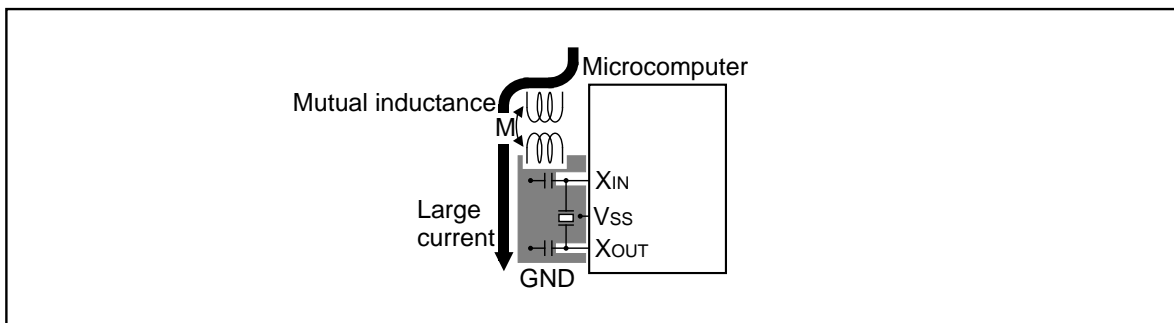 Microcomputer
Mutual inductance
M
XIN
Large
current
VSS
XOUT
GND